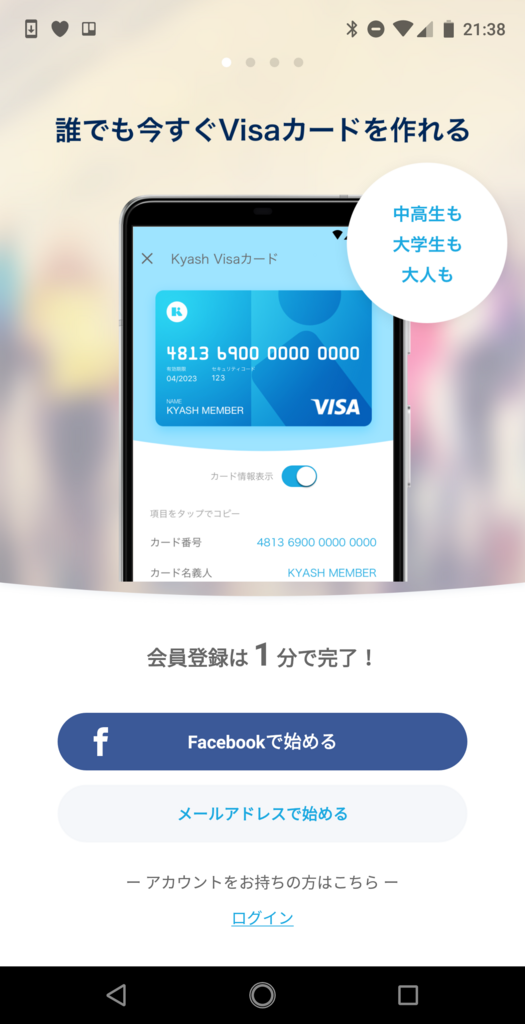 21:38
誰でも今すぐVisaカードを作れる
中高生も
大学生も
大人も
Kyash Visaカード
4813 6900 0000 0000
有効期限 セキュリティコード
04/2023 123
NAME
KYASH MEMBER
VISA
カード情報表示
項目をタップでコピー
カード番号 4813 6900 0000 0000
カード名義人 KYASH MEMBER
会員登録は 1 分で完了！
Facebookで始める
メールアドレスで始める
ー アカウントをお持ちの方はこちら ー
ログイン